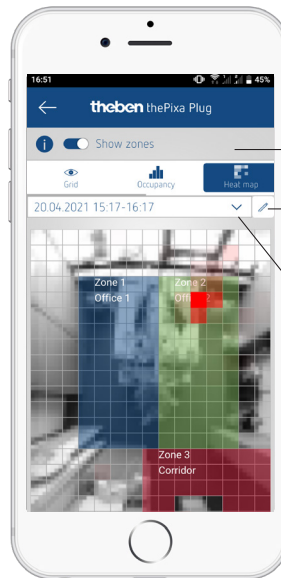 16:51
45%
theben thePixa Plug
i
Show zones
Grid
Occupancy
Heat map
20.04.2021 15:17-16:17
Zone 1
Office 1
Zone 2
Zone 3
Corridor